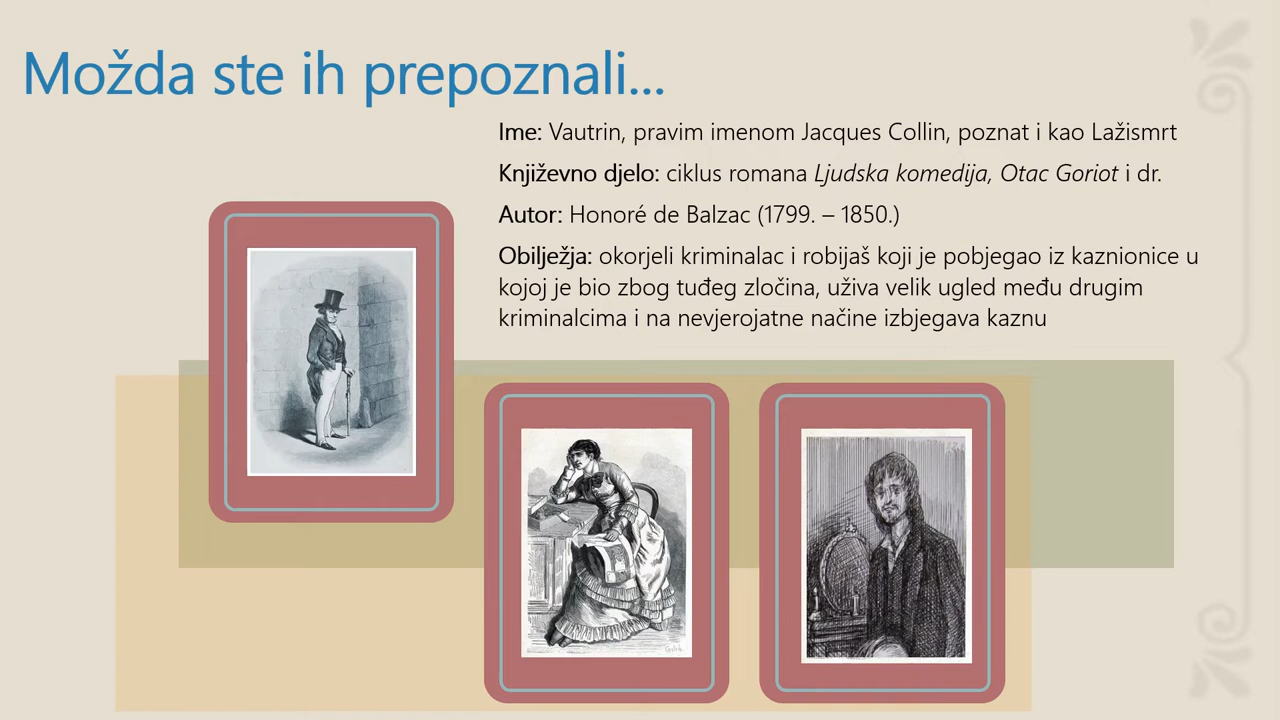 Možda ste ih prepoznali...
Ime: Vautrin, pravim imenom Jacques Collin, poznat i kao Lažismrt
Književno djelo: ciklus romana Ljudska komedija, Otac Goriot i dr.
Autor: Honoré de Balzac (1799. – 1850.)
Obilježja: okorjeli kriminalac i robijaš koji je pobjegao iz kaznionice u
kojoj je bio zbog tuđeg zločina, uživa velik ugled među drugim
kriminalcima i na nevjerojatne načine izbjegava kaznu